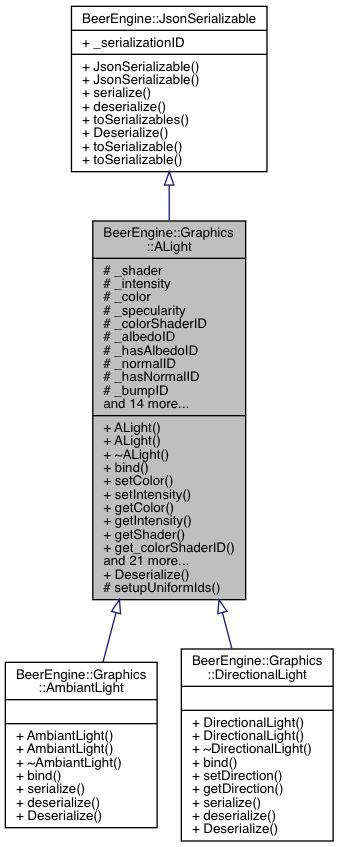 BeerEngine::JsonSerializable
+ _serializationID
+ JsonSerializable()
+ JsonSerializable()
+ serialize()
+ deserialize()
+ toSerializables()
+ Deserialize()
+ toSerializable()
+ toSerializable()
BeerEngine::Graphics
::ALight
# _shader
# _intensity
# _color
# _specularity
# _colorShaderID
# _albedoID
# _hasAlbedoID
# _normalID
# _hasNormalID
# _bumpID
and 14 more...
+ ALight()
+ ALight()
+ ~ALight()
+ bind()
+ setColor()
+ setIntensity()
+ getColor()
+ getIntensity()
+ getShader()
+ get_colorShaderID()
and 21 more...
+ Deserialize()
# setupUniformIds()
BeerEngine::Graphics
::AmbiantLight
+ AmbiantLight()
+ AmbiantLight()
+ ~AmbiantLight()
+ bind()
+ serialize()
+ deserialize()
+ Deserialize()
BeerEngine::Graphics
::DirectionalLight
+ DirectionalLight()
+ DirectionalLight()
+ ~DirectionalLight()
+ bind()
+ setDirection()
+ getDirection()
+ serialize()
+ deserialize()
+ Deserialize()